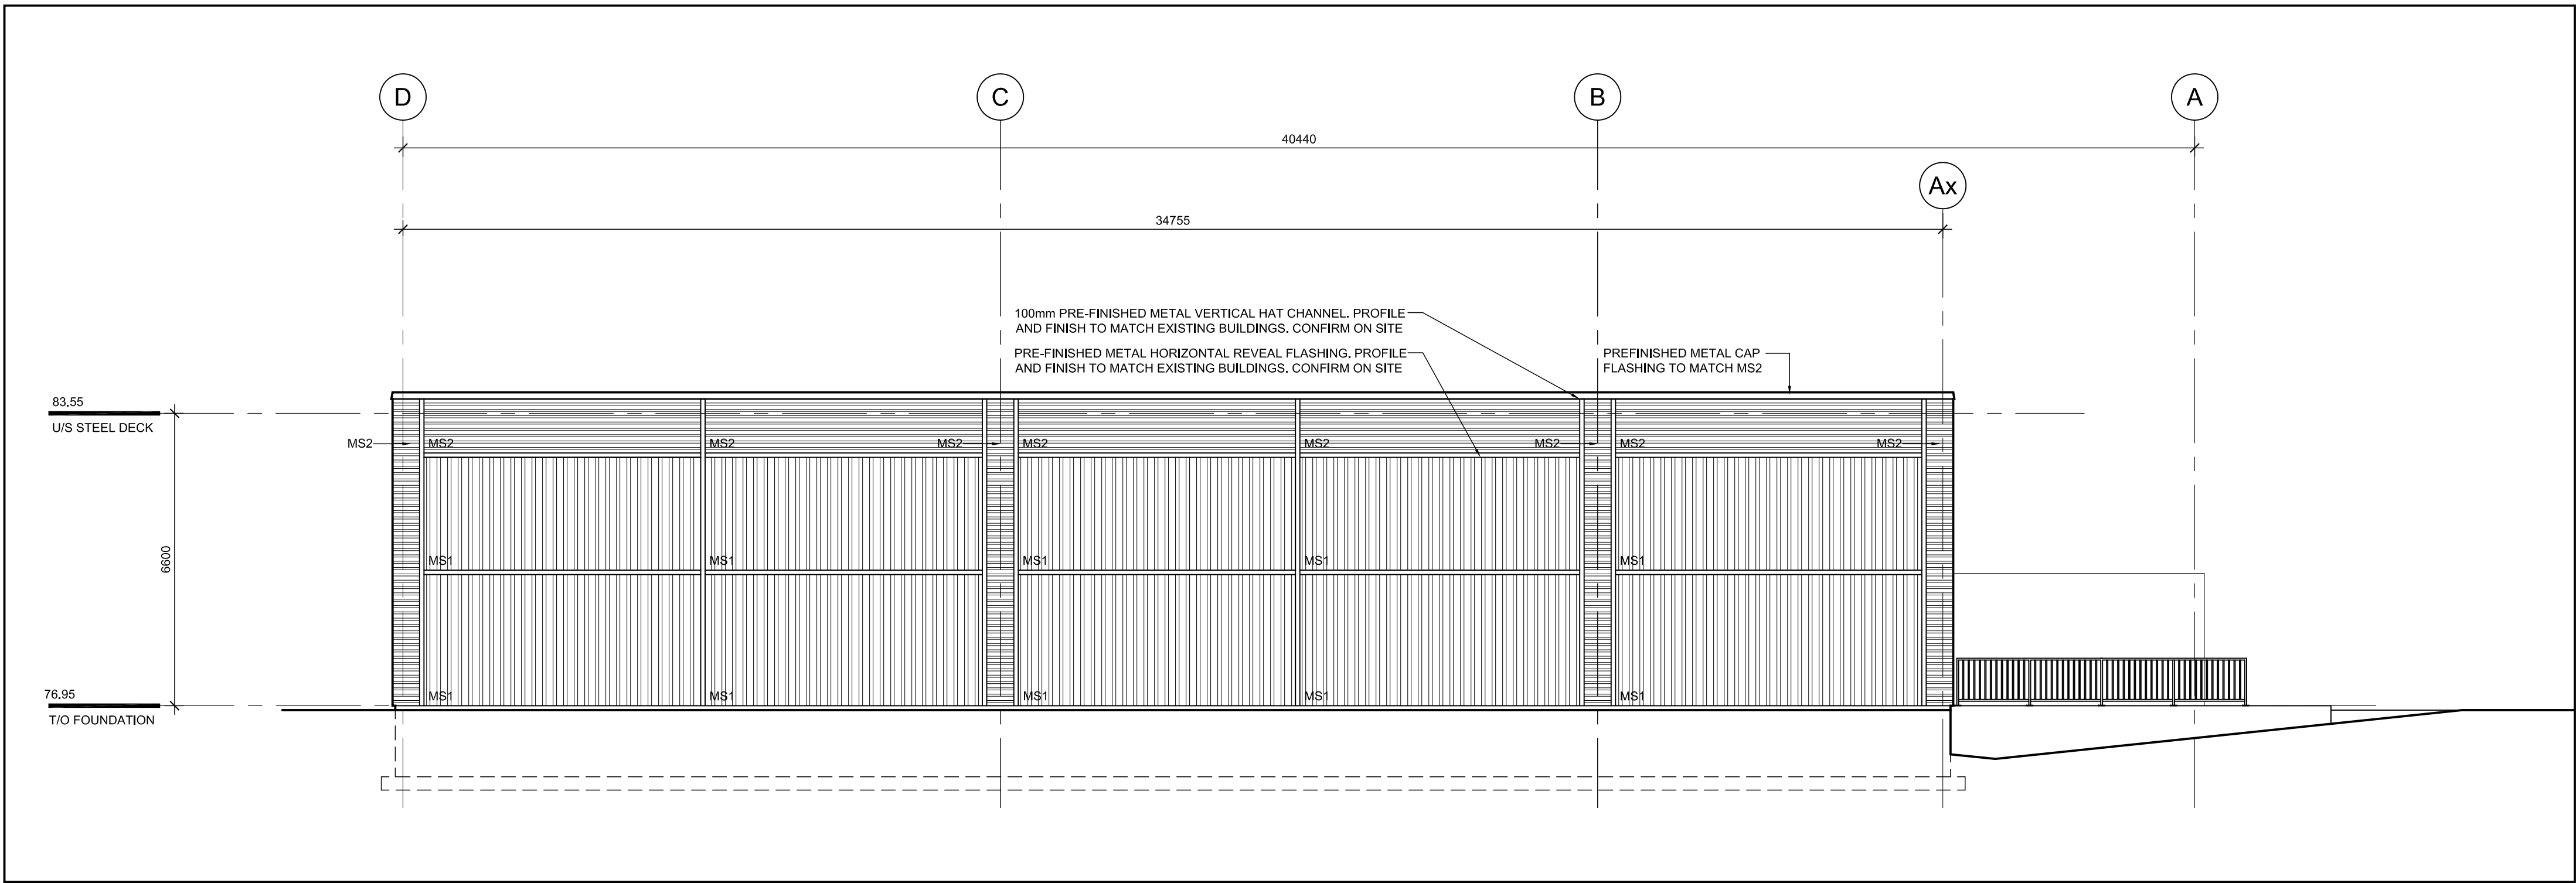 D
C
B
A
40440
Ax
34755
100mm PRE-FINISHED METAL VERTICAL HAT CHANNEL. PROFILE
AND FINISH TO MATCH EXISTING BUILDINGS. CONFIRM ON SITE
PRE-FINISHED METAL HORIZONTAL REVEAL FLASHING. PROFILE
AND FINISH TO MATCH EXISTING BUILDINGS. CONFIRM ON SITE
PREFINISHED METAL CAP
FLASHING TO MATCH MS2
83.55
U/S STEEL DECK
MS2 MS2 MS2 MS2 MS2 MS2 MS2 MS2 MS2
6600
MS1 MS1 MS1 MS1 MS1
76.95
T/O FOUNDATION
MS1 MS1 MS1 MS1 MS1